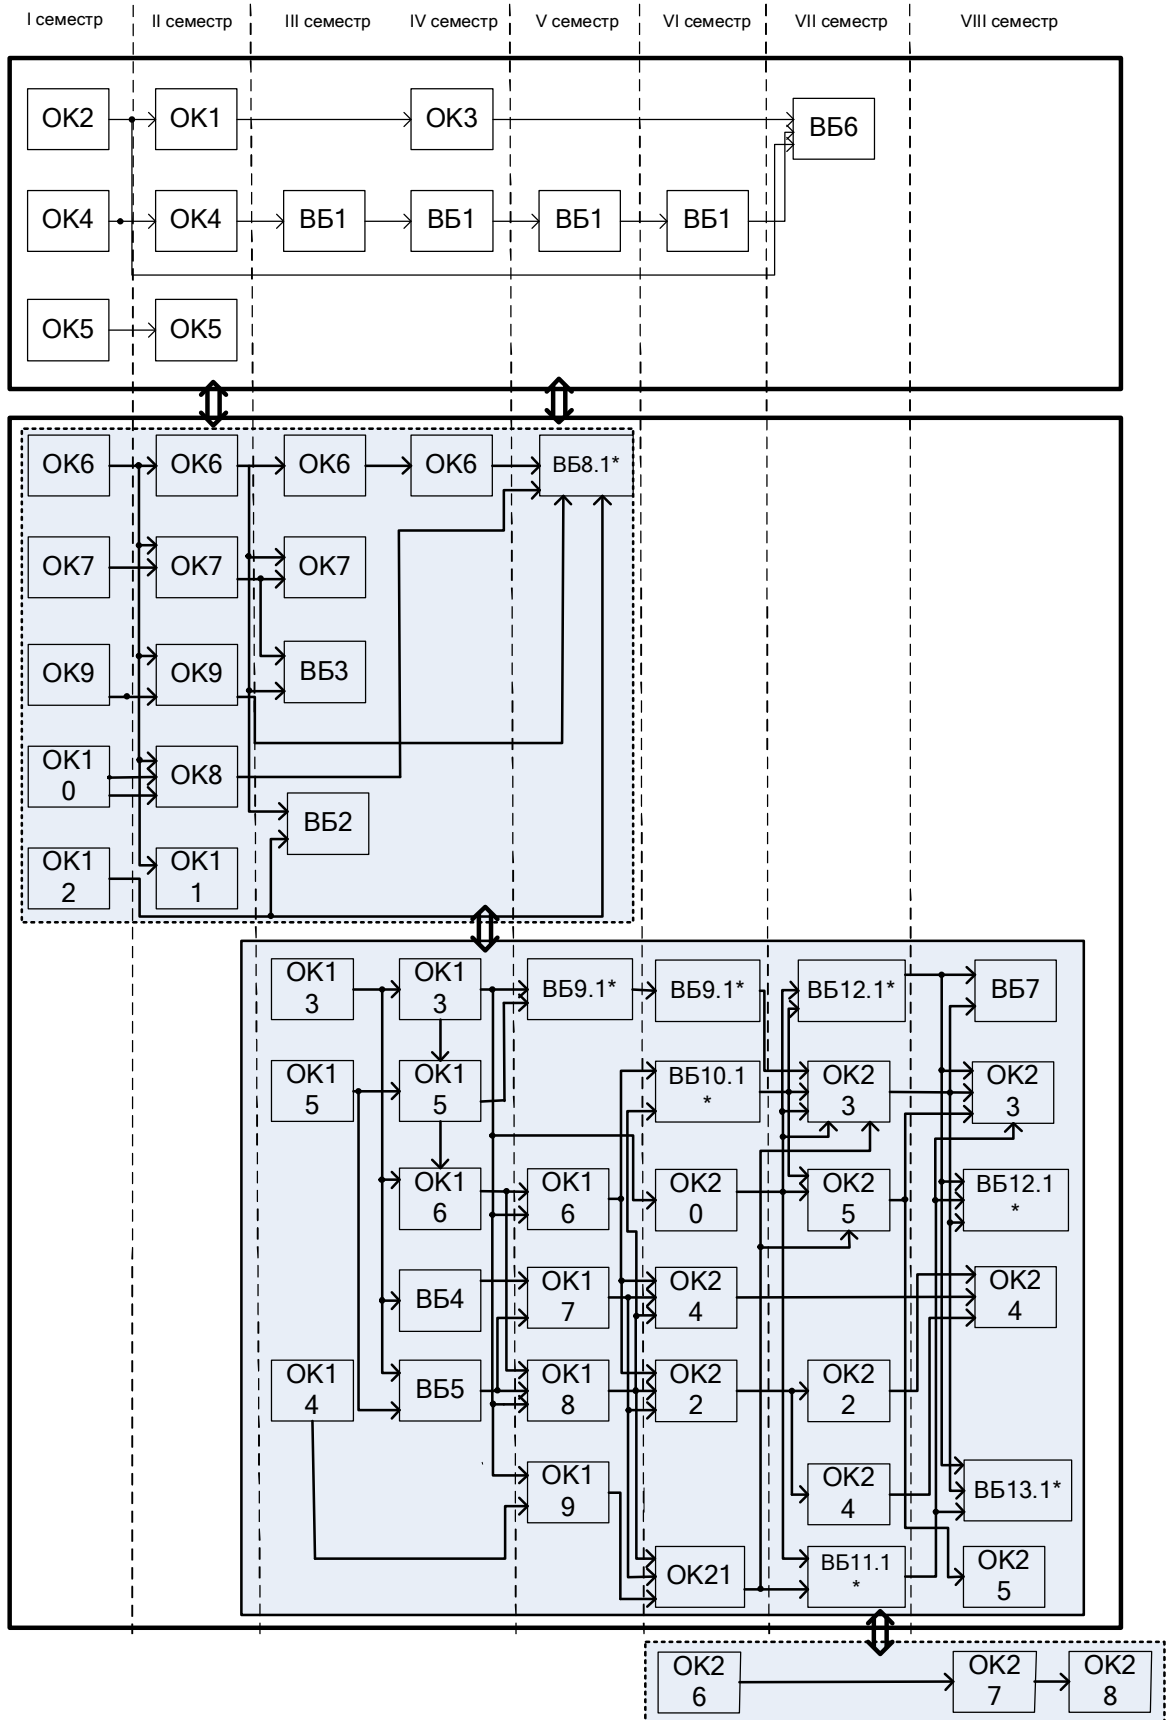 I семестр II семестр III семестр IV семестр V семестр VI семестр VII семестр VIII семестр
ОК2 ОК1 ОК3 ВБ6
ОК4 ОК4 ВБ1 ВБ1 ВБ1 ВБ1
ОК5 ОК5
ОК6 ОК6 ОК6 ОК6 ВБ8.1*
ОК7 ОК7 ОК7
ОК9 ОК9 ВБ3
ОК1
0
ОК8
ВБ2
ОК1
2
ОК1
1
ОК1
3
ОК1
3
ВБ9.1*
ВБ9.1*
ВБ12.1*
ВБ7
ОК1
5
ОК1
5
ВБ10.1
*
ОК2
3
ОК2
3
ОК1
6
ОК1
6
ОК2
0
ОК2
5
ВБ12.1
*
ВБ4
ОК1
7
ОК2
4
ОК2
4
ОК1
4
ВБ5
ОК1
8
ОК2
2
ОК2
2
ОК1
9
ОК2
4
ВБ13.1*
ОК21
ВБ11.1
*
ОК2
5
ОК2
6
ОК2
7
ОК2
8